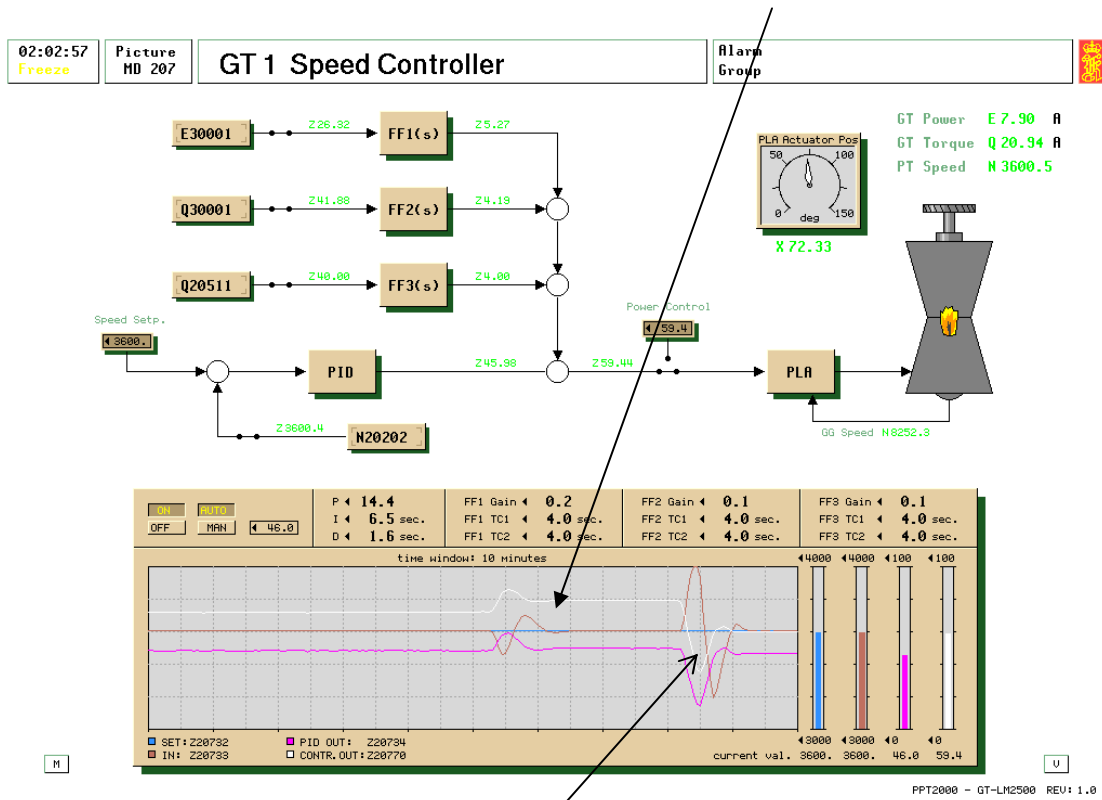 02:02:57
Freeze
Picture
MD 207
GT 1 Speed Controller
Alarm
Group
E30001
Z26.32
FF1(s)
Z5.27
Q30001
Z41.88
FF2(s)
Z4.19
Q20511
Z40.00
FF3(s)
Z4.00
PLA Actuator Pos
50 100
0 deg 150
X72.33
GT Power E7.90 A
GT Torque Q20.94 A
PT Speed N3600.5
Speed Setp.
3600.
PID
Z45.98
Z59.44
Power Control
59.4
PLA
Z3600.4
N20202
GG Speed N8252.3
ON AUTO
OFF MAN 46.0
P 14.4
I 6.5 sec.
D 1.6 sec.
FF1 Gain 0.2
FF1 TC1 4.0 sec.
FF1 TC2 4.0 sec.
FF2 Gain 0.1
FF2 TC1 4.0 sec.
FF2 TC2 4.0 sec.
FF3 Gain 0.1
FF3 TC1 4.0 sec.
FF3 TC2 4.0 sec.
time window: 10 minutes
4000 4000 100 100
3000 3000 0 0
SET:Z20732 PID OUT: Z20734
IN: Z20733 CONTR.OUT:Z20770
current val. 3600. 3600. 46.0 59.4
M
V
PPT2000 - GT-LM2500 REV: 1.0